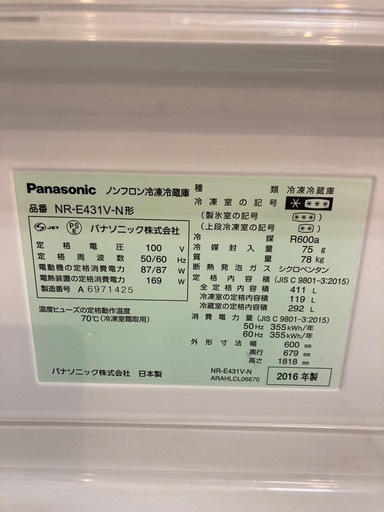 Panasonic ノンフロン冷凍冷蔵庫
品番 NR-E431V-N形
JET PS E パナソニック株式会社
定格電圧 100 V
定格周波数 50/60 Hz
電動機の定格消費電力 87/87 W
電熱装置の定格消費電力 169 W
製造番号 A 6971425
温度ヒューズの定格動作温度
70℃(冷凍室霜取用)
パナソニック株式会社 日本製
種類 冷凍冷蔵庫
冷凍室の記号 * ***
(製氷室の記号 **)
(上段冷凍室の記号 **)
冷媒 R600a
冷媒封入量 75 g
質量 78 kg
断熱発泡ガス シクロペンタン
定格内容積 (JIS C 9801-3:2015)
全定格内容積 411 L
冷凍室の定格内容積 119 L
冷蔵室の定格内容積 292 L
消費電力量 (JIS C 9801-3:2015)
50Hz 355kWh/年
60Hz 355kWh/年
外形寸法 幅 600 mm
奥行 679 mm
高さ 1818 mm
NR-E431V-N
ARAHLCL06670
2016 年製